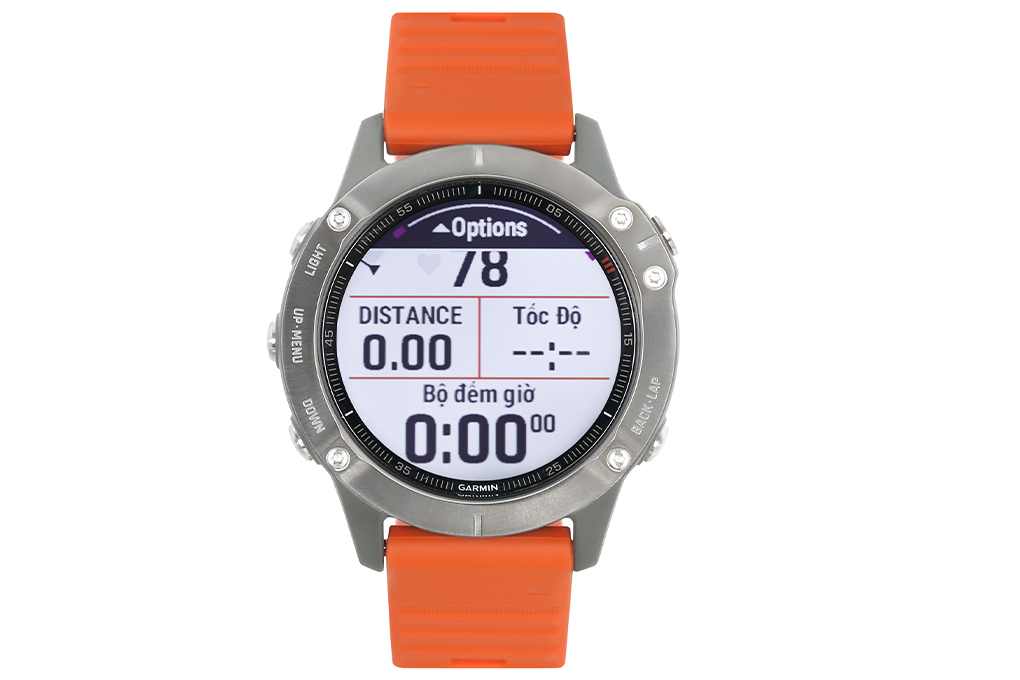 55
05
Options
LIGHT
78
DISTANCE
Tốc Độ
0.00
--:--
UP·MENU
45
15
Bộ đếm giờ
0:00 00
DOWN
BACK·LAP
35
25
GARMIN